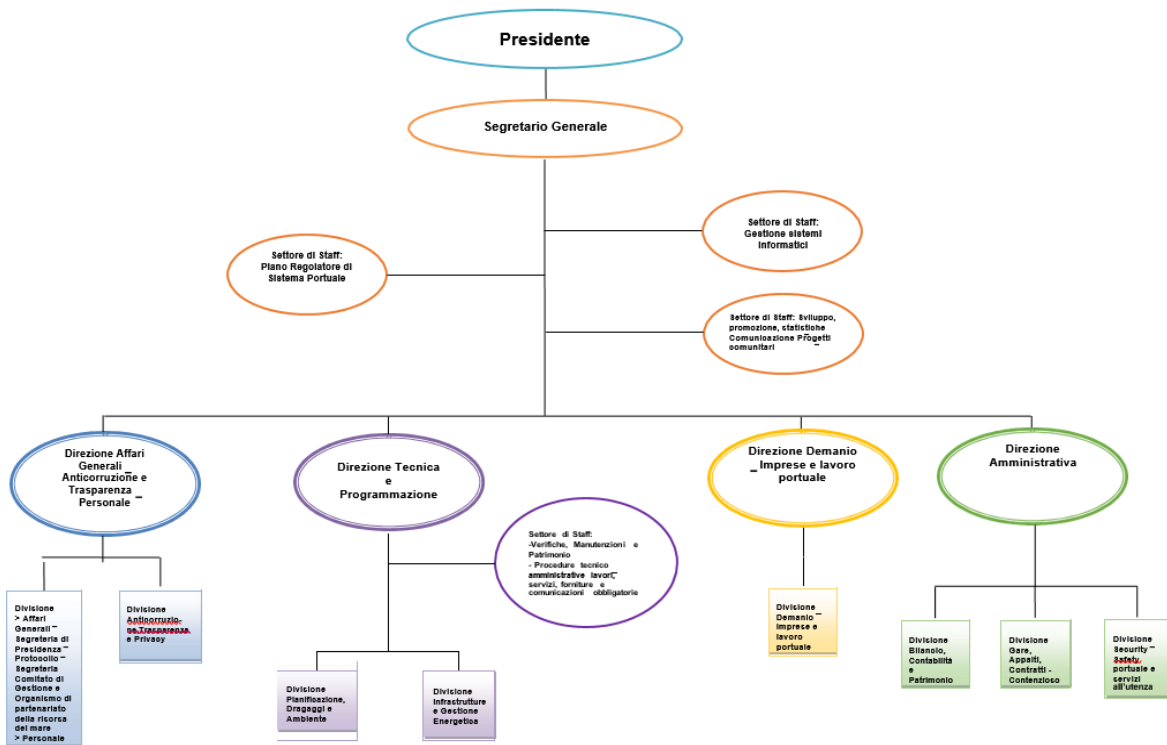 Presidente
Segretario Generale
Settore di Staff:
Gestione sistemi
Informatici
Settore di Staff:
Piano Regolatore di
Sistema Portuale
Settore di Staff: Sviluppo,
promozione, statistiche
Comunicazione Progetti –
comunitari
Direzione Affari
Generali
Anticorruzione e –
Trasparenza –
Personale
Direzione Tecnica
e
Programmazione
Direzione Demanio
– Imprese e lavoro
portuale
Direzione
Amministrativa
Settore di Staff:
-Verifiche, Manutenzioni e
Patrimonio
- Procedure tecnico
amministrative lavori,
servizi, forniture e
comunicazioni obbligatorie
Divisione
> Affari
Generali –
Segreteria di
Presidenza –
Protocollo –
Segreteria
Comitato di
Gestione e
Organismo di
partenariato
della risorsa
del mare
> Personale
Divisione
Anticorruzio
ne Trasparenza
e Privacy
Divisione
Pianificazione,
Dragaggi e
Ambiente
Divisione
Infrastrutture
e Gestione
Energetica
Divisione
Demanio –
Imprese e
lavoro
portuale
Divisione
Bilancio,
Contabilità
e
Patrimonio
Divisione
Gare,
Appalti,
Contratti -
Contenzioso
Divisione
Security –
Safety
portuale e
servizi
all'utenza